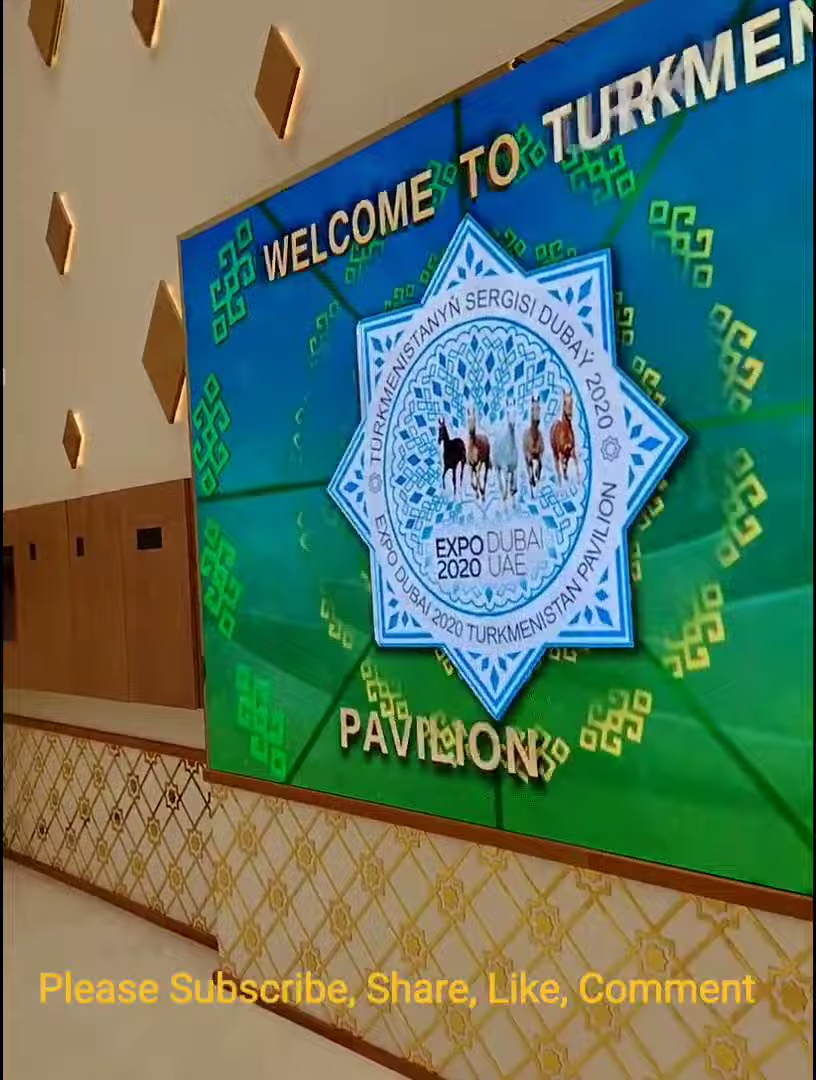 WELCOME TO TURKMEN
TÜRKMENISTANYŇ SERGISI DUBAÝ 2020
EXPO DUBAI
2020 UAE
EXPO DUBAI 2020 TURKMENISTAN PAVILION
PAVILION
Please Subscribe, Share, Like, Comment